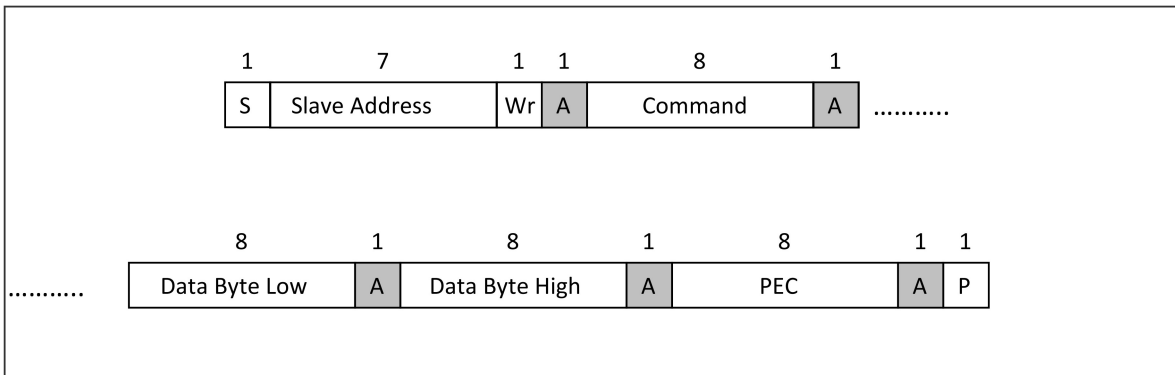 1 7 1 1 8 1
S Slave Address Wr A Command A ...........
8 1 8 1 8 1 1
........... Data Byte Low A Data Byte High A PEC A P